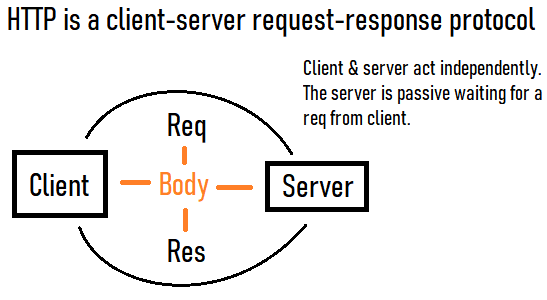 HTTP is a client-server request-response protocol
Client & server act independently.
The server is passive waiting for a
req from client.
Req
Client
Body
Server
Res